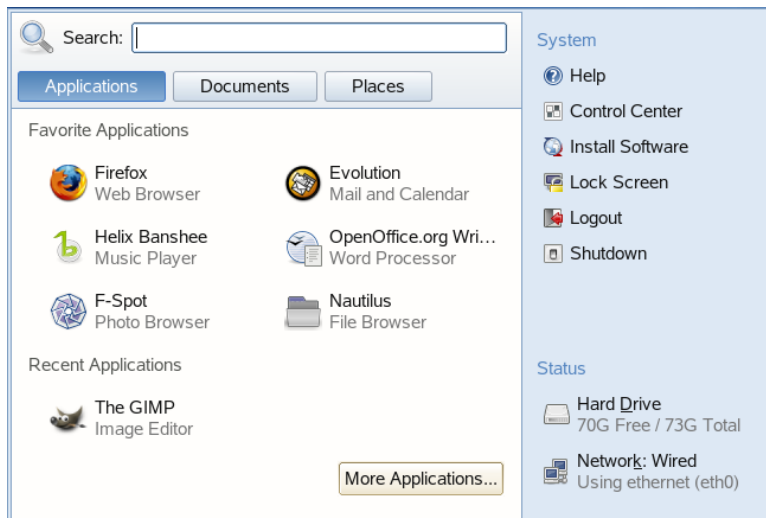 Search:
Applications
Documents
Places
Favorite Applications
Firefox
Web Browser
Evolution
Mail and Calendar
Helix Banshee
Music Player
OpenOffice.org Wri...
Word Processor
F-Spot
Photo Browser
Nautilus
File Browser
Recent Applications
The GIMP
Image Editor
More Applications...
System
Help
Control Center
Install Software
Lock Screen
Logout
Shutdown
Status
Hard Drive
70G Free / 73G Total
Network: Wired
Using ethernet (eth0)